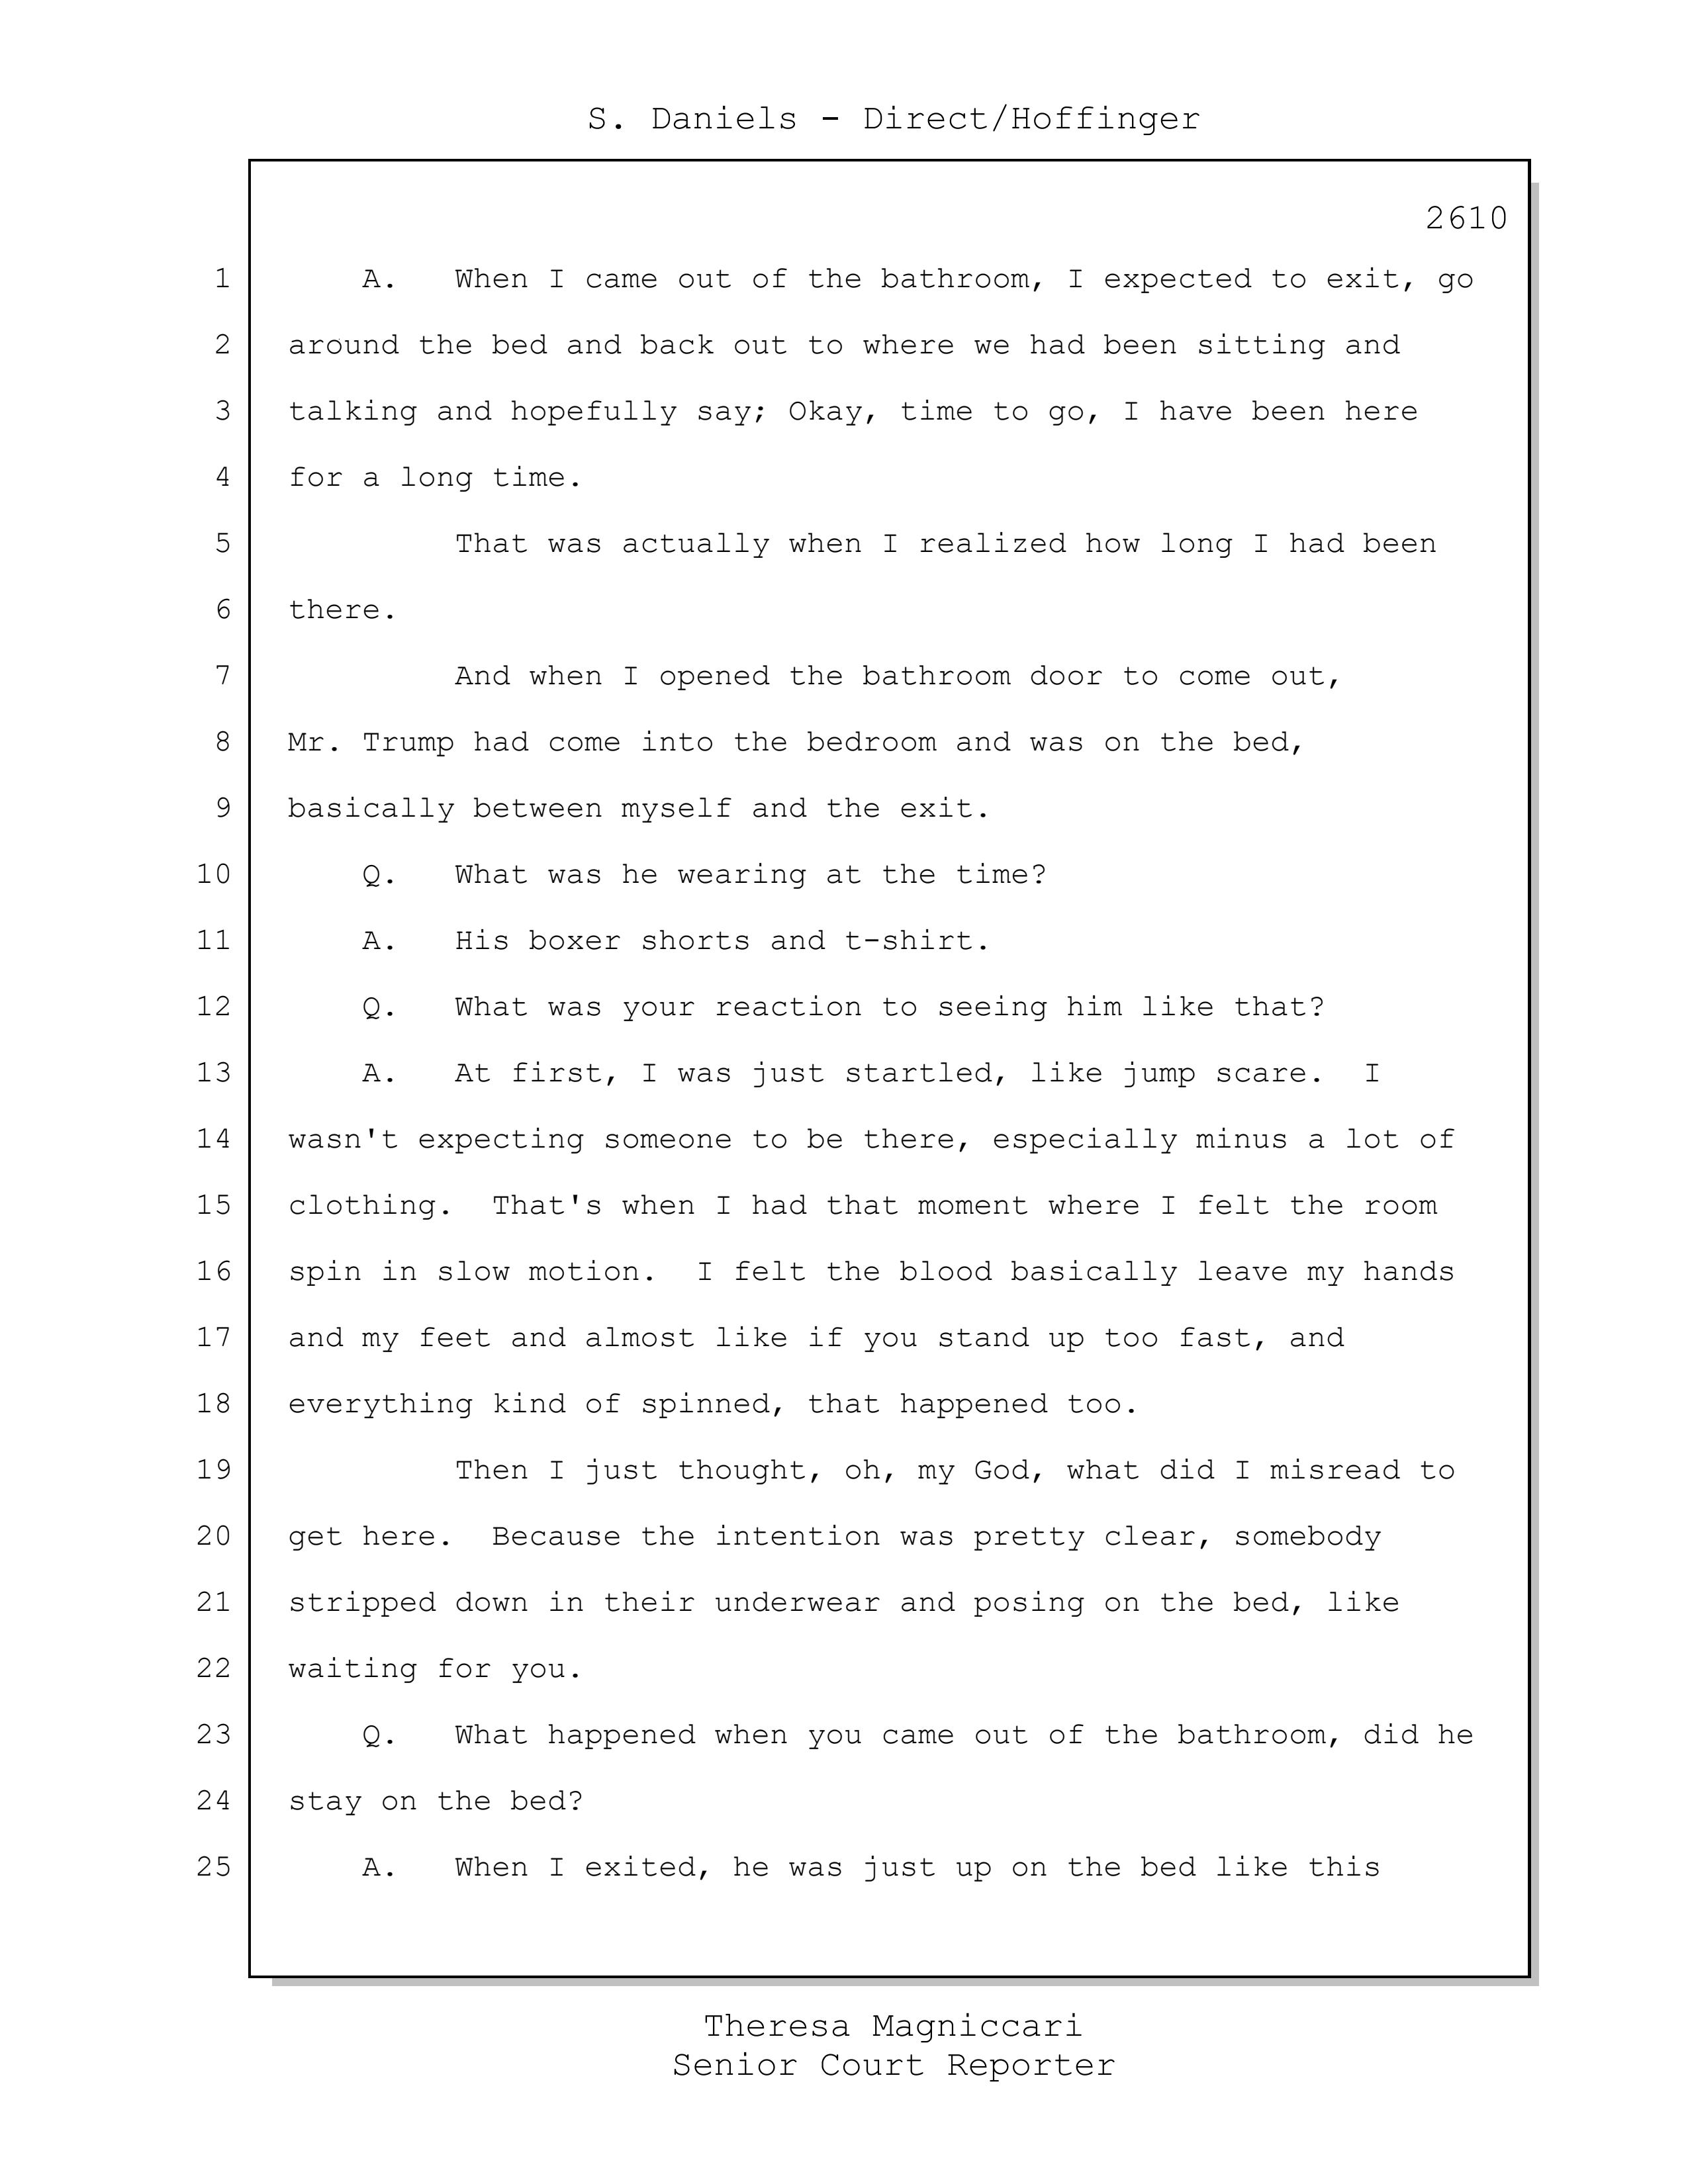 S. Daniels - Direct/Hoffinger
2610
1 A. When I came out of the bathroom, I expected to exit, go
2 around the bed and back out to where we had been sitting and
3 talking and hopefully say; Okay, time to go, I have been here
4 for a long time.
5 That was actually when I realized how long I had been
6 there.
7 And when I opened the bathroom door to come out,
8 Mr. Trump had come into the bedroom and was on the bed,
9 basically between myself and the exit.
10 Q. What was he wearing at the time?
11 A. His boxer shorts and t-shirt.
12 Q. What was your reaction to seeing him like that?
13 A. At first, I was just startled, like jump scare. I
14 wasn't expecting someone to be there, especially minus a lot of
15 clothing. That's when I had that moment where I felt the room
16 spin in slow motion. I felt the blood basically leave my hands
17 and my feet and almost like if you stand up too fast, and
18 everything kind of spinned, that happened too.
19 Then I just thought, oh, my God, what did I misread to
20 get here. Because the intention was pretty clear, somebody
21 stripped down in their underwear and posing on the bed, like
22 waiting for you.
23 Q. What happened when you came out of the bathroom, did he
24 stay on the bed?
25 A. When I exited, he was just up on the bed like this
Theresa Magniccari
Senior Court Reporter